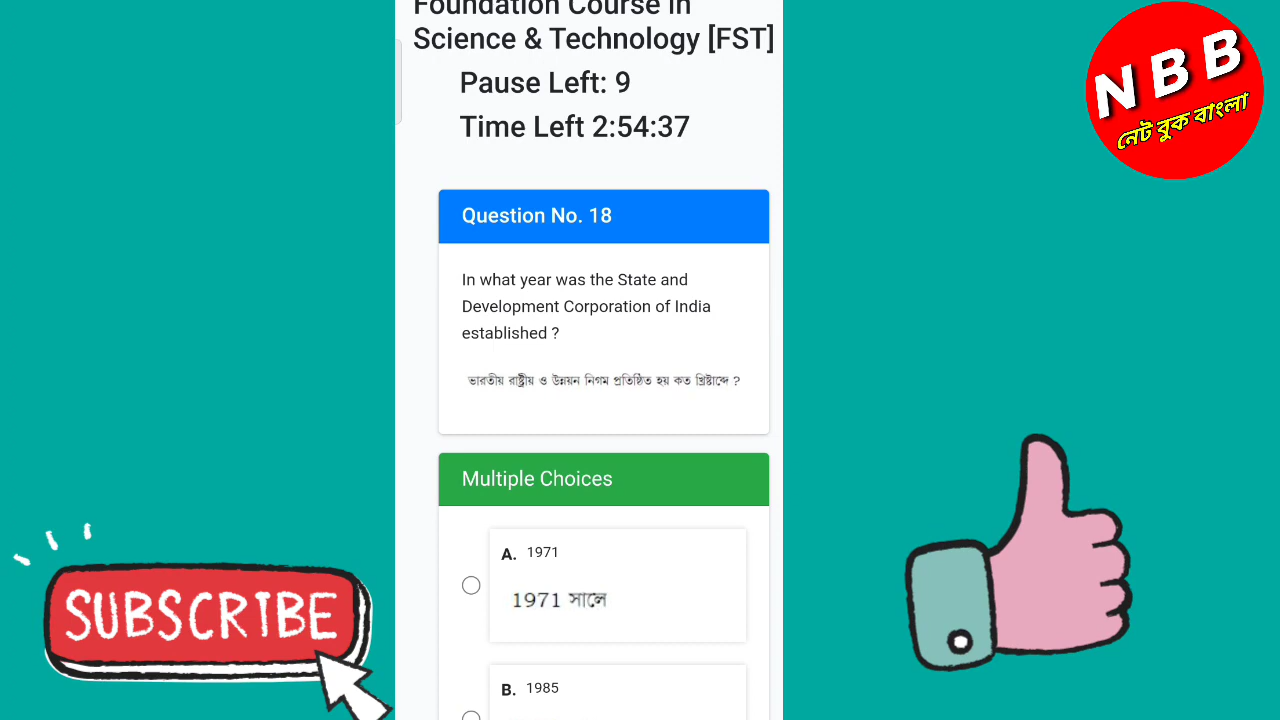 Foundation Course in
Science & Technology [FST]
Pause Left: 9
Time Left 2:54:37
Question No. 18
In what year was the State and
Development Corporation of India
established ?
ভারতীয় রাষ্ট্রীয় ও উন্নয়ন নিগম প্রতিষ্ঠিত হয় কত খ্রিষ্টাব্দে ?
Multiple Choices
A. 1971
1971 সালে
B. 1985
NBB
নেট বুক বাংলা
SUBSCRIBE